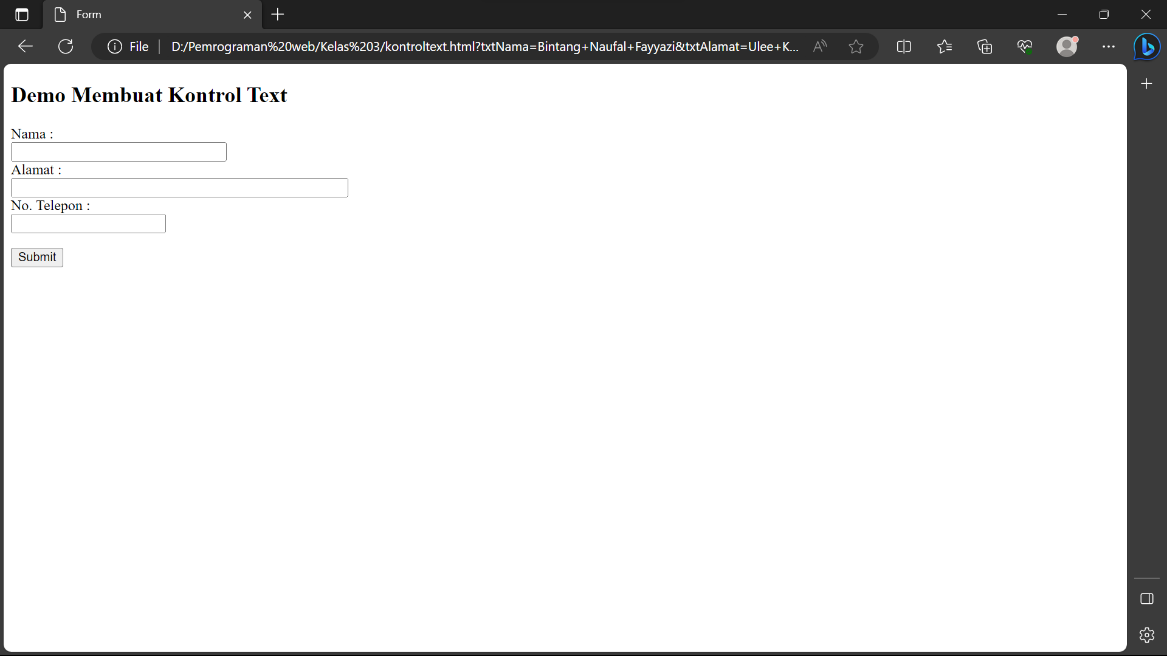 Form
File
D:/Pemrograman%20web/Kelas%203/kontroltext.html?txtNama=Bintang+Naufal+Fayyazi&txtAlamat=Ulee+K...
Demo Membuat Kontrol Text
Nama :
Alamat :
No. Telepon :
Submit